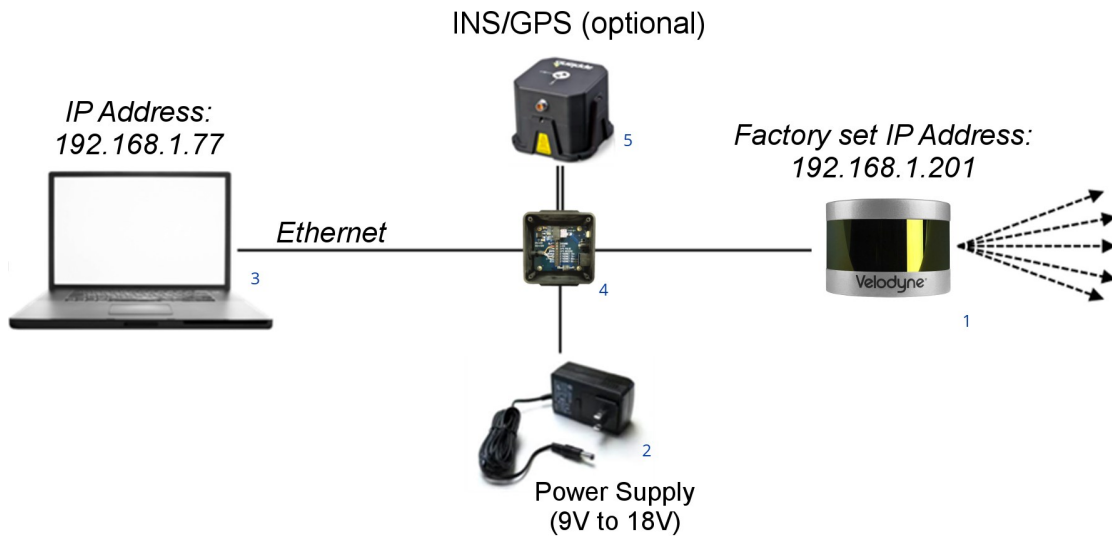 INS/GPS (optional)
IP Address:
192.168.1.77
5
Factory set IP Address:
192.168.1.201
Ethernet
3
4
Velodyne
1
2
Power Supply
(9V to 18V)